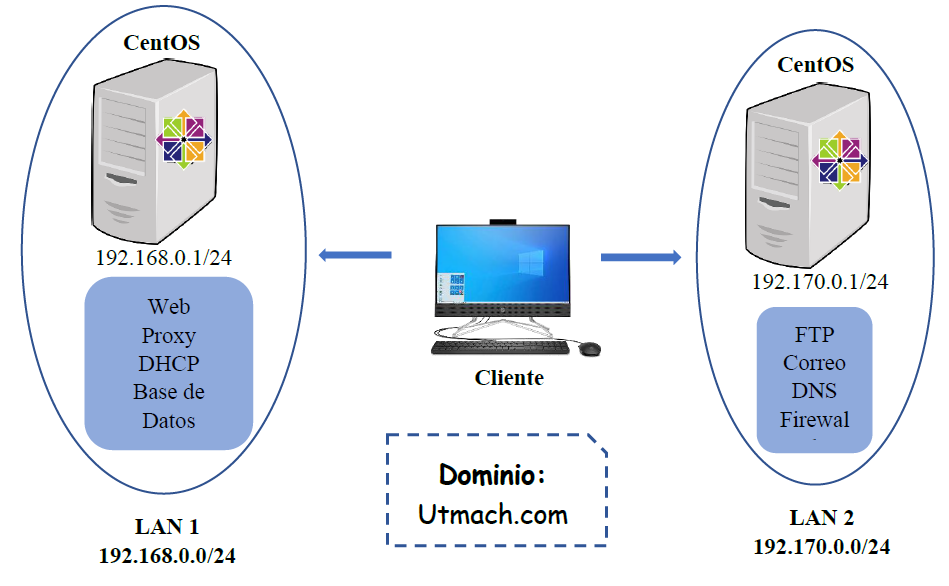 CentOS
192.168.0.1/24
Web
Proxy
DHCP
Base de
Datos
LAN 1
192.168.0.0/24
Cliente
Dominio:
Utmach.com
CentOS
192.170.0.1/24
FTP
Correo
DNS
Firewal
LAN 2
192.170.0.0/24